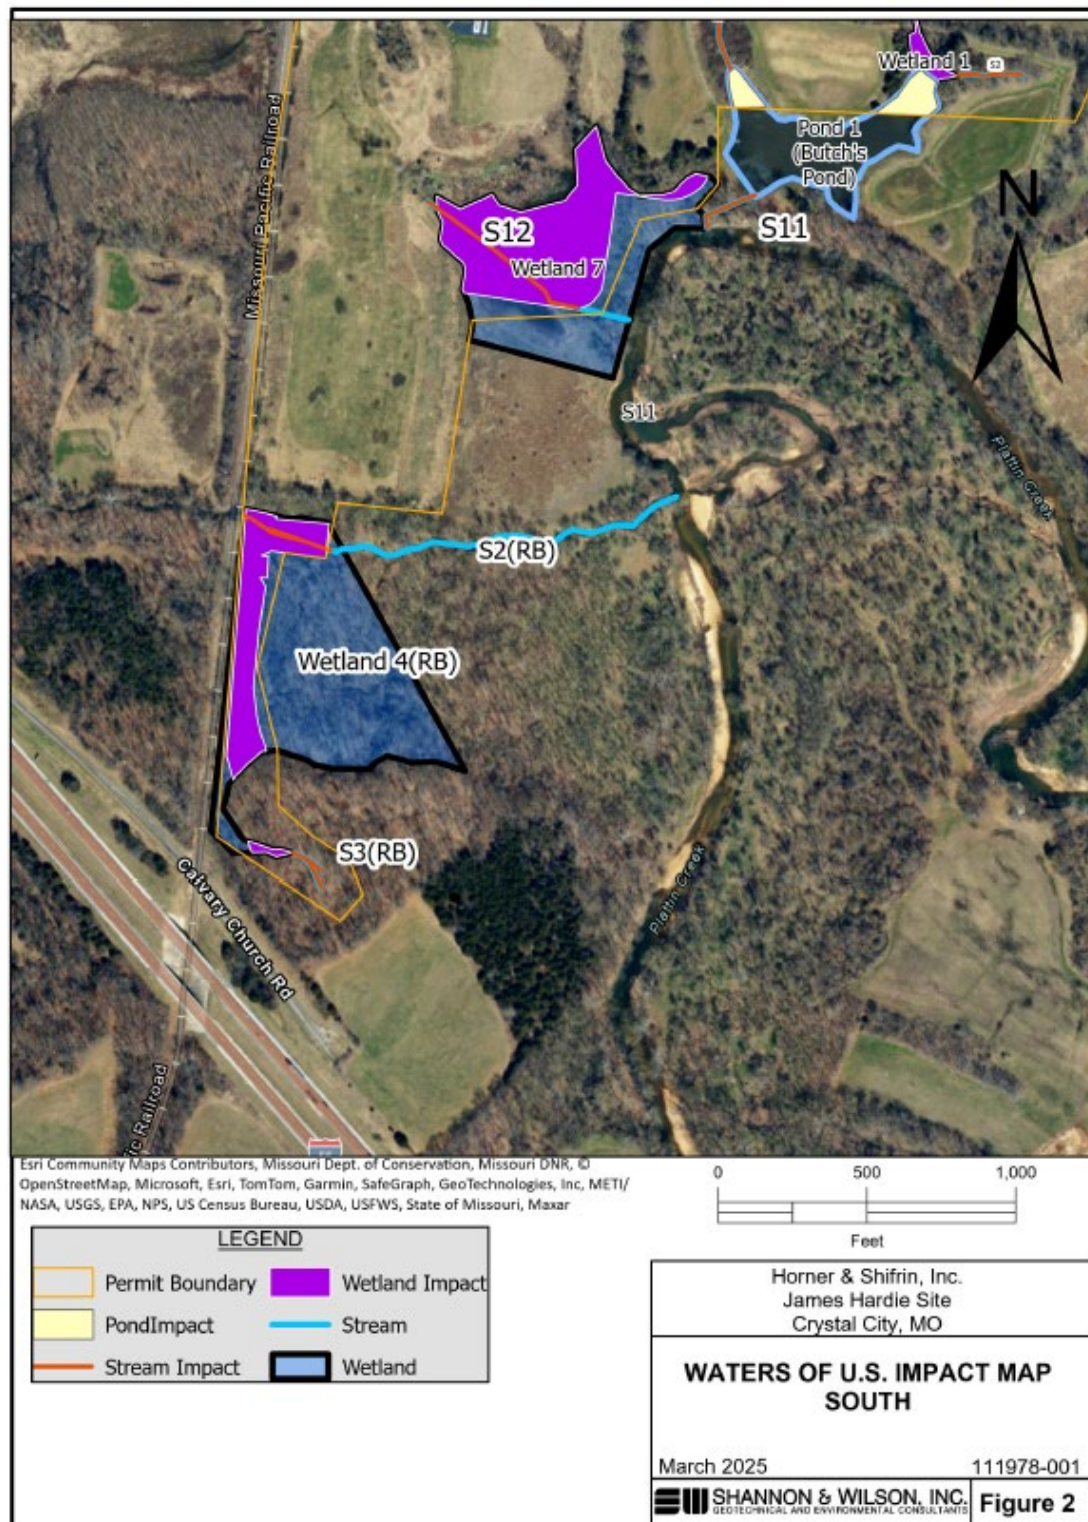 Wetland 1
S2
Missouri Pacific Railroad
Pond 1
(Butch's
Pond)
N
S12
S11
Wetland 7
S11
Plattin Creek
S2(RB)
Wetland 4(RB)
S3(RB)
Plattin Creek
Calvary Church Rd
fic Railroad
Esri Community Maps Contributors, Missouri Dept. of Conservation, Missouri DNR, ©
OpenStreetMap, Microsoft, Esri, TomTom, Garmin, SafeGraph, GeoTechnologies, Inc, METI/
NASA, USGS, EPA, NPS, US Census Bureau, USDA, USFWS, State of Missouri, Maxar
0 500 1,000
Feet
LEGEND
Permit Boundary Wetland Impact
PondImpact Stream
Stream Impact Wetland
Horner & Shifrin, Inc.
James Hardie Site
Crystal City, MO
WATERS OF U.S. IMPACT MAP
SOUTH
March 2025 111978-001
SHANNON & WILSON, INC.
GEOTECHNICAL AND ENVIRONMENTAL CONSULTANTS
Figure 2